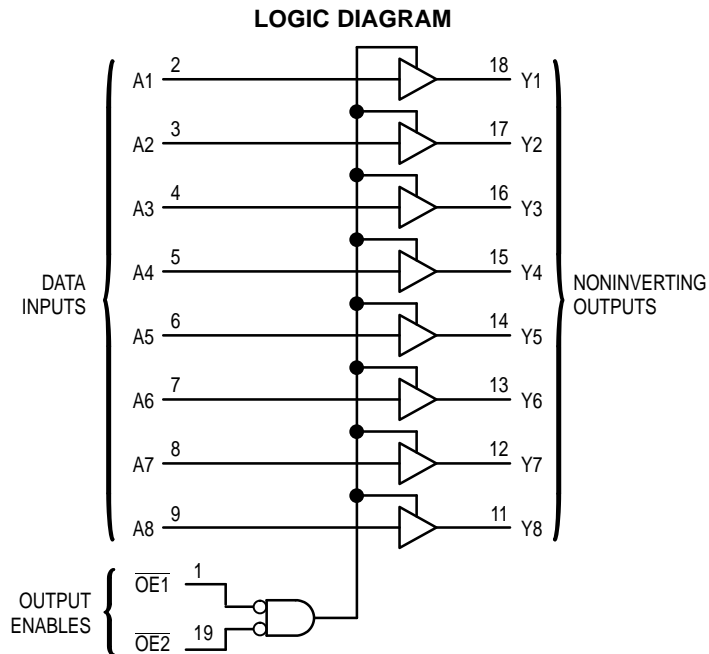 LOGIC DIAGRAM
A1 2 18 Y1
A2 3 17 Y2
A3 4 16 Y3
A4 5 15 Y4
DATA INPUTS
NONINVERTING OUTPUTS
A5 6 14 Y5
A6 7 13 Y6
A7 8 12 Y7
A8 9 11 Y8
OUTPUT ENABLES
O̅E̅1̅ 1
O̅E̅2̅ 19